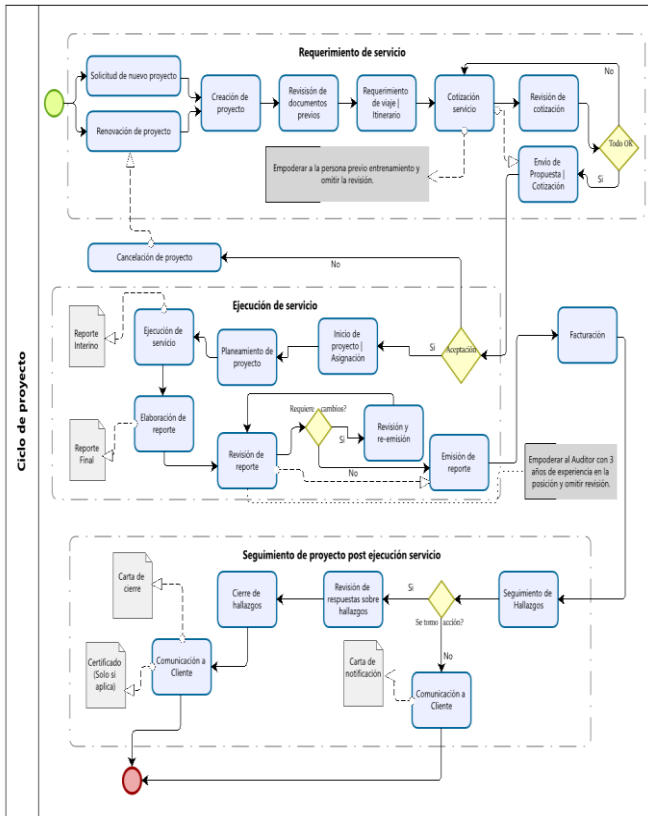 Ciclo de proyecto
Requerimiento de servicio
Solicitud de nuevo proyecto
Renovación de proyecto
Creación de
proyecto
Revisisón de
documentos
previos
Requerimiento
de viaje |
Itinerario
Cotización
servicio
Revisión de
cotización
No
Todo OK
Si
Envío de
Propuesta |
Cotización
Empoderar a la persona previo entrenamiento y
omitir la revisión.
Cancelación de proyecto
No
Ejecución de servicio
Reporte
Interino
Ejecución de
servicio
Planeamiento de
proyecto
Inicio de
proyecto |
Asignación
Si
Aceptación
Facturación
Reporte
Final
Elaboración de
reporte
Revisión de
reporte
Requiere cambios?
Si
No
Revisión y
re-emisión
Emisión de
reporte
Empoderar al Auditor con 3
años de experiencia en la
posición y omitir revisión.
Seguimiento de proyecto post ejecución servicio
Carta de
cierre
Cierre de
hallazgos
Revisión de
respuestas sobre
hallazgos
Si
Se tomo acción?
Seguimiento de
Hallazgos
No
Certificado
(Solo si
aplica)
Comunicación a
Cliente
Carta de
notificación
Comunicación a
Cliente